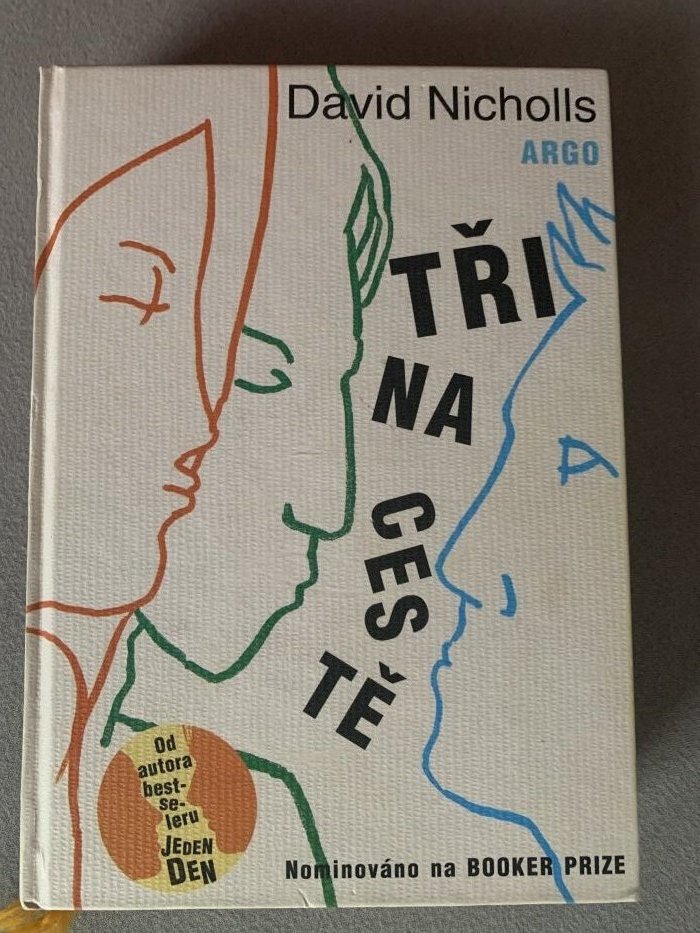 David Nicholls
ARGO
TŘI
NA
CES
TĚ
Od
autora
best-
se-
leru
JEDEN
DEN
Nominováno na BOOKER PRIZE